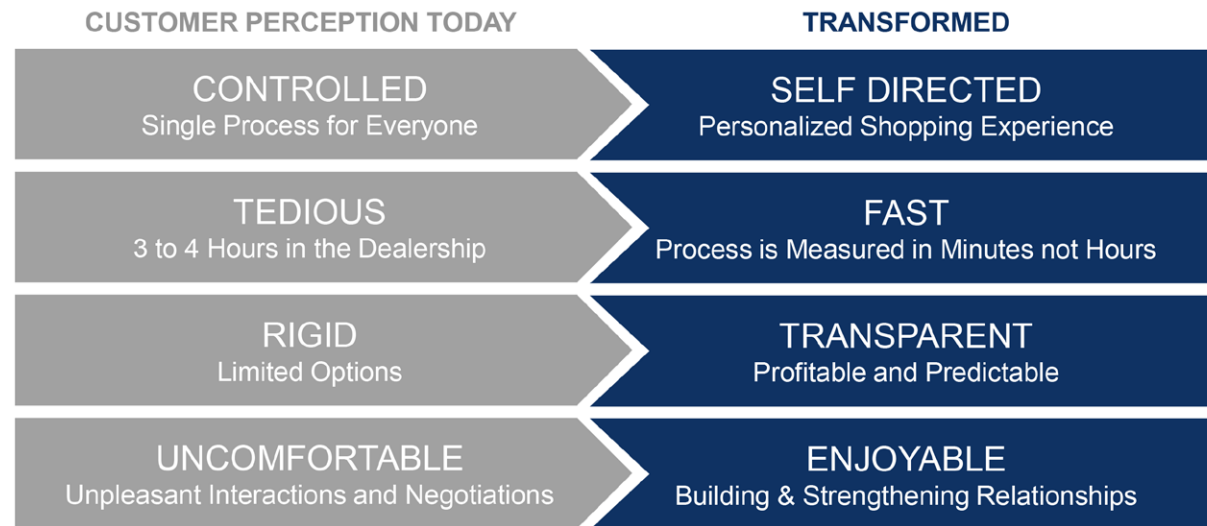 CUSTOMER PERCEPTION TODAY
TRANSFORMED
CONTROLLED
Single Process for Everyone
SELF DIRECTED
Personalized Shopping Experience
TEDIOUS
3 to 4 Hours in the Dealership
FAST
Process is Measured in Minutes not Hours
RIGID
Limited Options
TRANSPARENT
Profitable and Predictable
UNCOMFORTABLE
Unpleasant Interactions and Negotiations
ENJOYABLE
Building & Strengthening Relationships